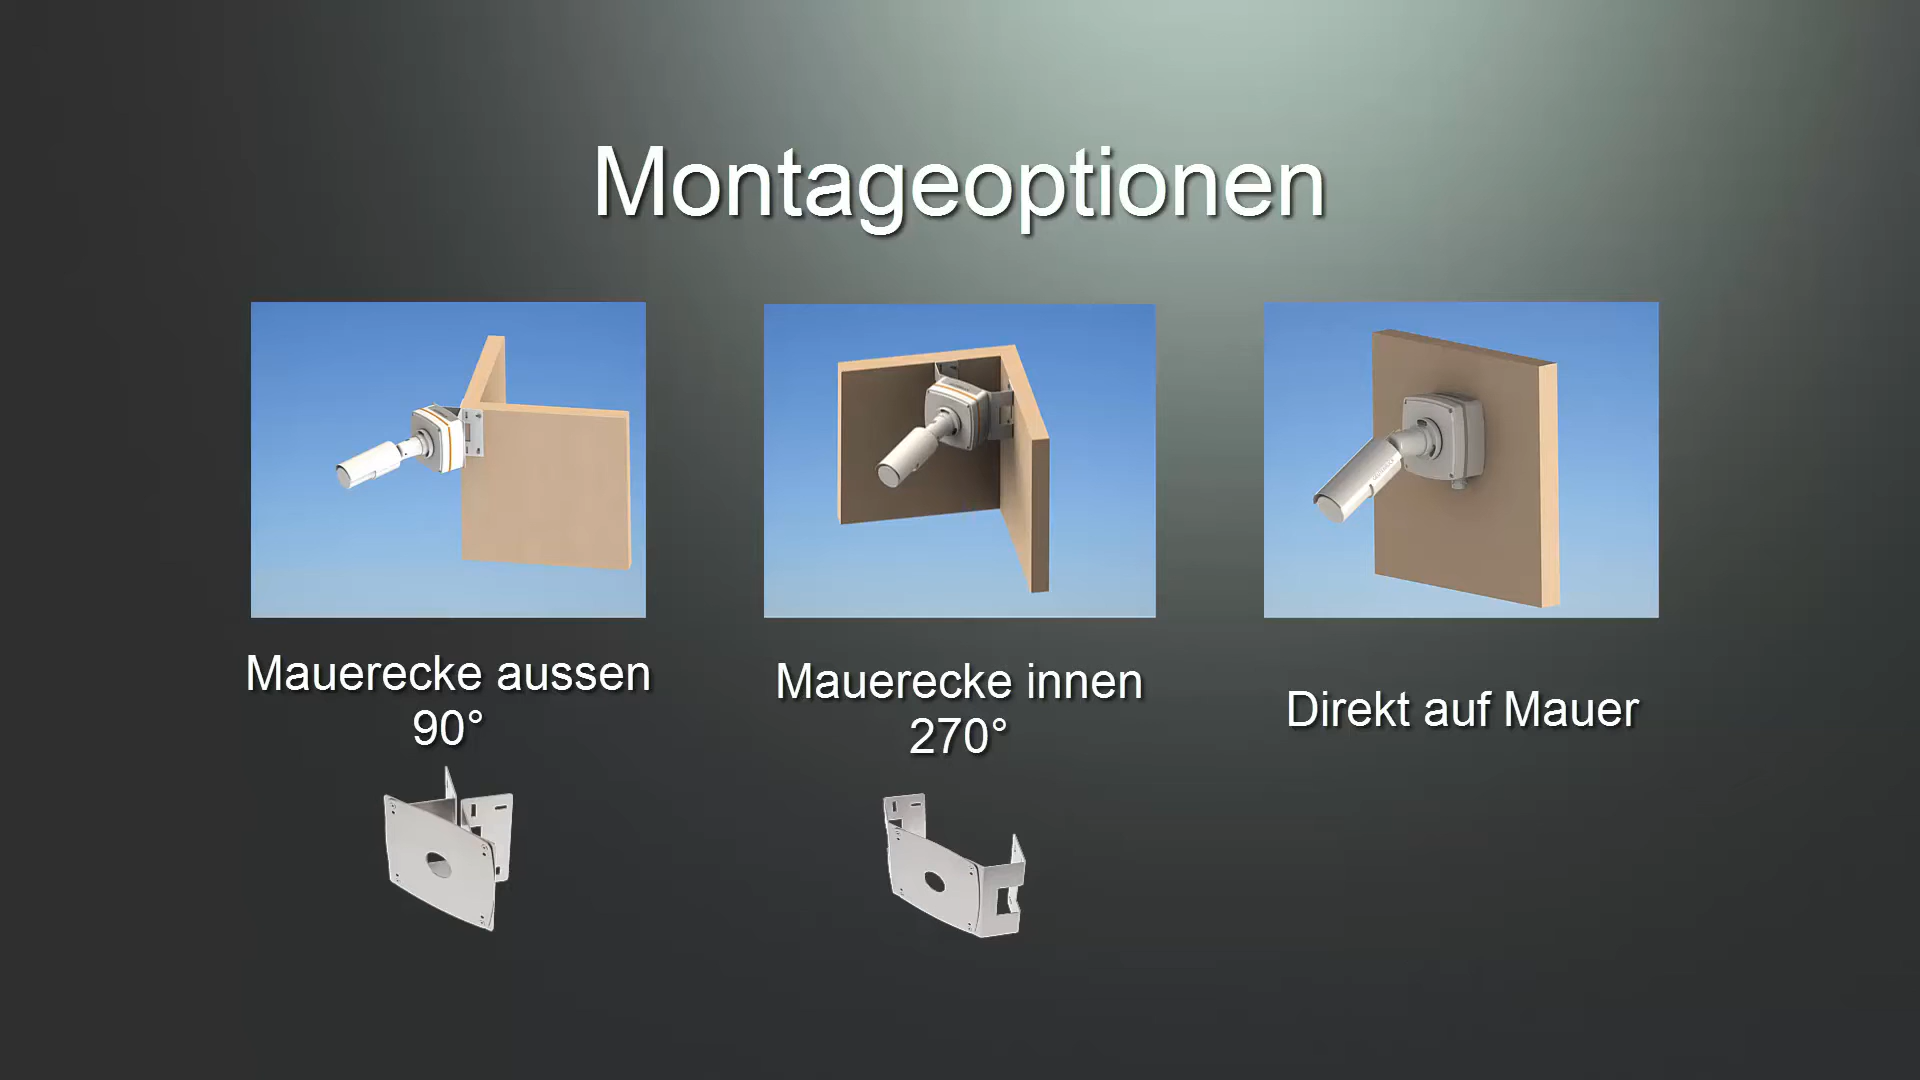 Montageoptionen
Mauerecke aussen
90°
Mauerecke innen
270°
Direkt auf Mauer